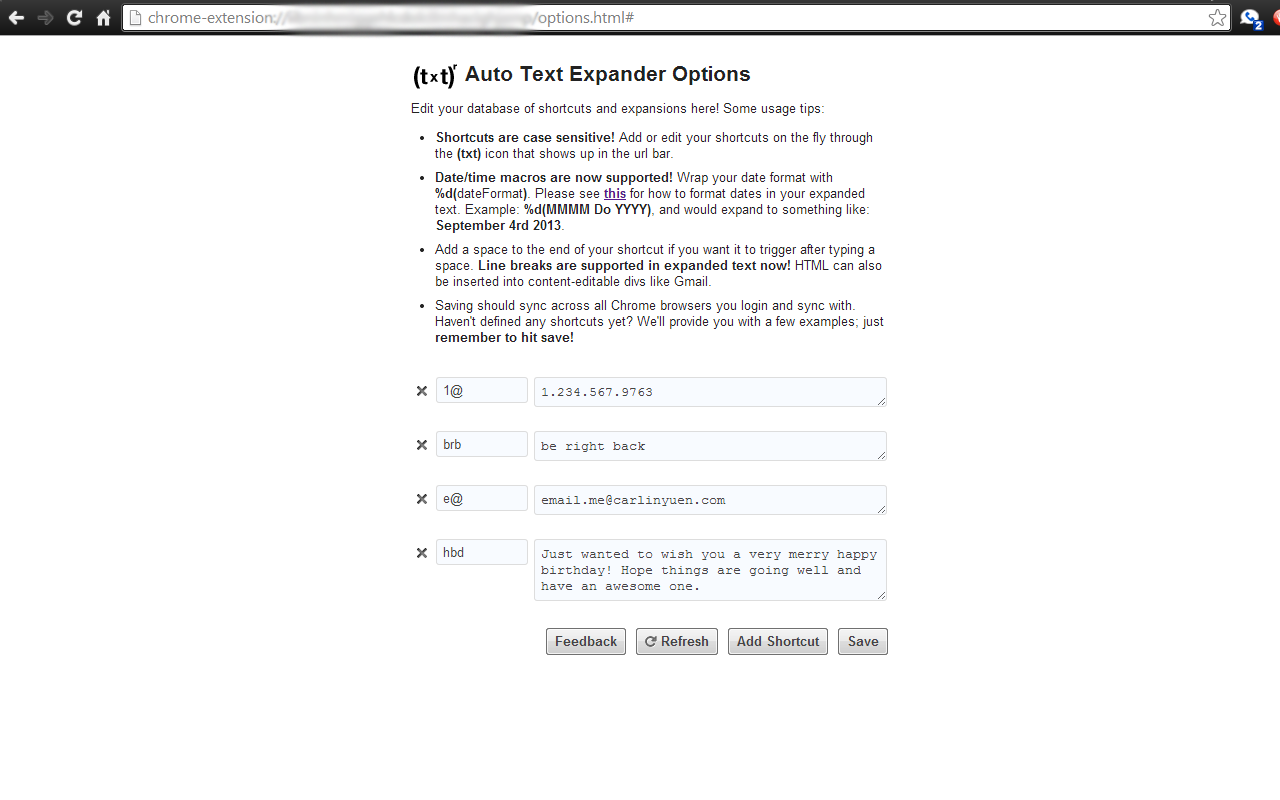 chrome-extension:// /options.html#
2
(txt)r Auto Text Expander Options
Edit your database of shortcuts and expansions here! Some usage tips:
• Shortcuts are case sensitive! Add or edit your shortcuts on the fly through
the (txt) icon that shows up in the url bar.
• Date/time macros are now supported! Wrap your date format with
%d(dateFormat). Please see this for how to format dates in your expanded
text. Example: %d(MMMM Do YYYY), and would expand to something like:
September 4rd 2013.
• Add a space to the end of your shortcut if you want it to trigger after typing a
space. Line breaks are supported in expanded text now! HTML can also
be inserted into content-editable divs like Gmail.
• Saving should sync across all Chrome browsers you login and sync with.
Haven't defined any shortcuts yet? We'll provide you with a few examples; just
remember to hit save!
1@ 1.234.567.9763
brb be right back
e@ email.me@carlinyuen.com
hbd Just wanted to wish you a very merry happy
birthday! Hope things are going well and
have an awesome one.
Feedback Refresh Add Shortcut Save